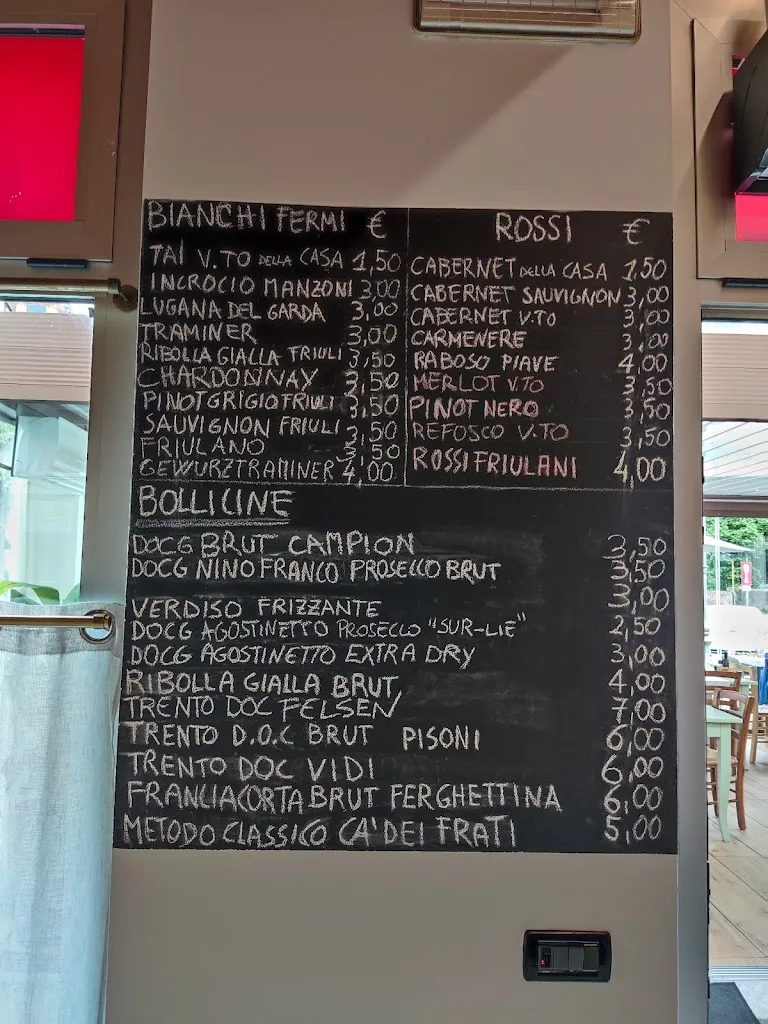 BIANCHI FERMI €
TAI V.TO DELLA CASA 1,50
INCROCIO MANZONI 3,00
LUGANA DEL GARDA 3,00
TRAMINER 3,00
RIBOLLA GIALLA FRIULI 3,50
CHARDONNAY 3,50
PINOT GRIGIO FRIULI 3,50
SAUVIGNON FRIULI 3,50
FRIULANO 3,50
GEWURZTRAMINER 4,00
ROSSI €
CABERNET DELLA CASA 1,50
CABERNET SAUVIGNON 3,00
CABERNET V.TO 3,00
CARMENERE 3,00
RABOSO PIAVE 4,00
MERLOT V.TO 3,50
PINOT NERO 3,50
REFOSCO V.TO 3,50
ROSSI FRIULANI 4,00
BOLLICINE
DOCG BRUT CAMPION 3,50
DOCG NINO FRANCO PROSECCO BRUT 3,50
VERDISO FRIZZANTE 3,00
DOCG AGOSTINETTO PROSECCO "SUR-LIE" 2,50
DOCG AGOSTINETTO EXTRA DRY 3,00
RIBOLLA GIALLA BRUT 4,00
TRENTO DOC FELSEN 7,00
TRENTO D.O.C BRUT PISONI 6,00
TRENTO DOC VIDI 6,00
FRANCIACORTA BRUT FERGHETTINA 6,00
METODO CLASSICO CA' DEI FRATI 5,00